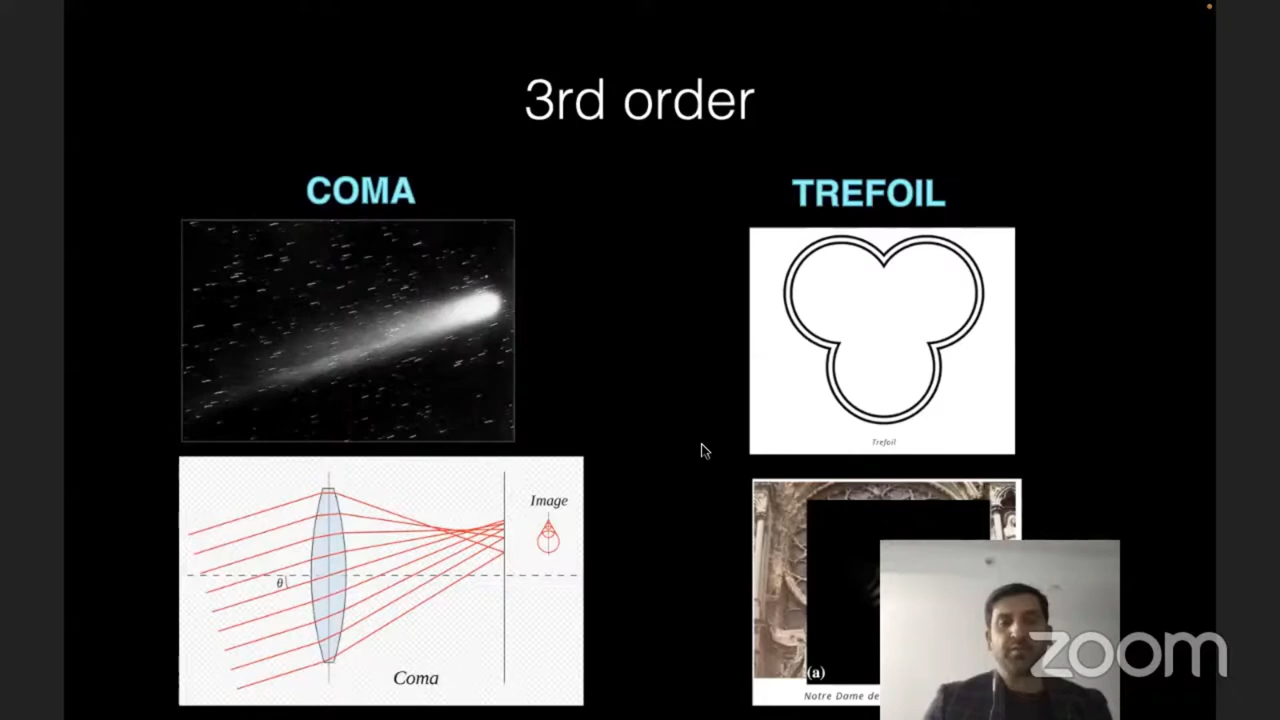 3rd order
COMA
TREFOIL
Trefoil
Image
θ
Coma
(a)
Notre Dame de
zoom